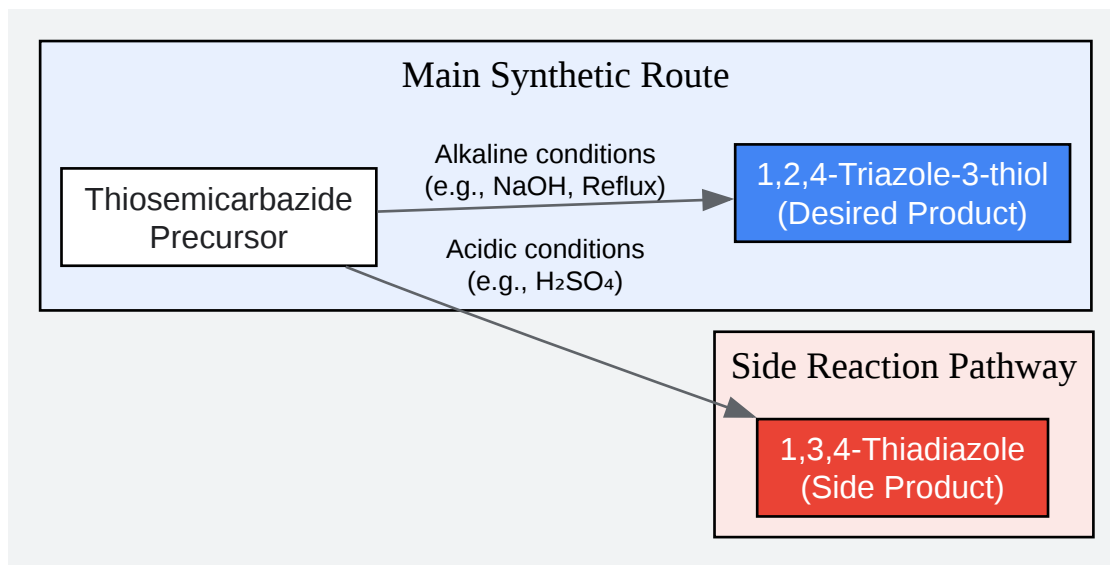 Main Synthetic Route
Thiosemicarbazide
Precursor
Alkaline conditions
(e.g., NaOH, Reflux)
1,2,4-Triazole-3-thiol
(Desired Product)
Acidic conditions
(e.g., H₂SO₄)
Side Reaction Pathway
1,3,4-Thiadiazole
(Side Product)